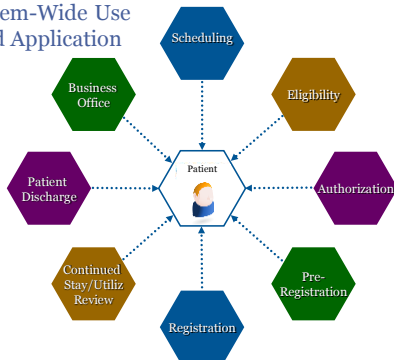 em-Wide Use
d Application
Scheduling
Business
Office
Eligibility
Patient
Patient
Discharge
Authorization
Continued
Stay/Utiliz
Review
Pre-
Registration
Registration